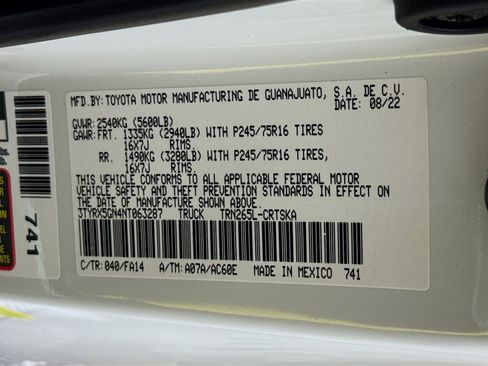 MFD.BY: TOYOTA MOTOR MANUFACTURING DE GUANAJUATO, S.A. DE C.V.
DATE: 08/22
GVWR: 2540KG (5600LB)
GAWR: FRT. 1335KG (2940LB) WITH P245/75R16 TIRES
16X7J RIMS.
RR. 1490KG (3280LB) WITH P245/75R16 TIRES,
16X7J RIMS.
THIS VEHICLE CONFORMS TO ALL APPLICABLE FEDERAL MOTOR
VEHICLE SAFETY AND THEFT PREVENTION STANDARDS IN EFFECT ON
THE DATE OF MANUFACTURE SHOWN ABOVE.
3TYRX5GN4NT063287 TRUCK TRN265L-CRTSKA
C/TR: 040/FA14 A/TM: A07A/AC60E MADE IN MEXICO 741
741